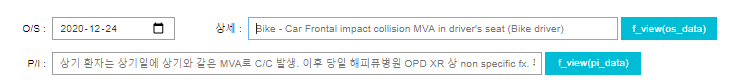 O/S : 2020-12-24 상세 : Bike - Car Frontal impact collision MVA in driver's seat (Bike driver) f_view(os_data)
P/I : 상기 환자는 상기일에 상기와 같은 MVA로 C/C 발생. 이후 당일 해피퓨병원 OPD XR 상 non specific fx. f_view(pi_data)